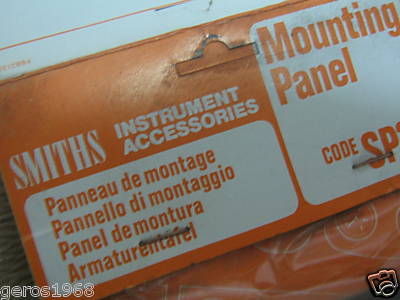 SMITHS
INSTRUMENT
ACCESSORIES
Panneau de montage
Pannello di montaggio
Panel de montura
Armaturentafel
Mounting
Panel
CODE
geros1968